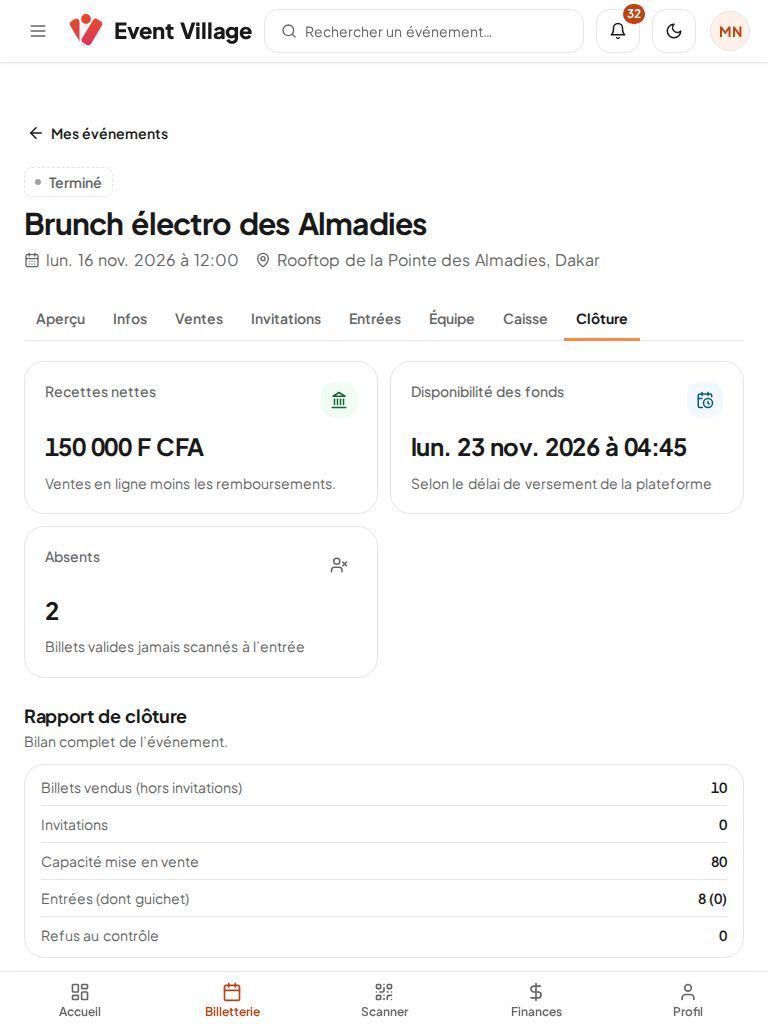 Event Village
Rechercher un événement...
32
MN
Mes événements
Terminé
Brunch électro des Almadies
lun. 16 nov. 2026 à 12:00 Rooftop de la Pointe des Almadies, Dakar
Aperçu Infos Ventes Invitations Entrées Équipe Caisse Clôture
Recettes nettes
150 000 F CFA
Ventes en ligne moins les remboursements.
Disponibilité des fonds
lun. 23 nov. 2026 à 04:45
Selon le délai de versement de la plateforme
Absents
2
Billets valides jamais scannés à l'entrée
Rapport de clôture
Bilan complet de l'événement.
Billets vendus (hors invitations) 10
Invitations 0
Capacité mise en vente 80
Entrées (dont guichet) 8 (0)
Refus au contrôle 0
Accueil Billetterie Scanner Finances Profil